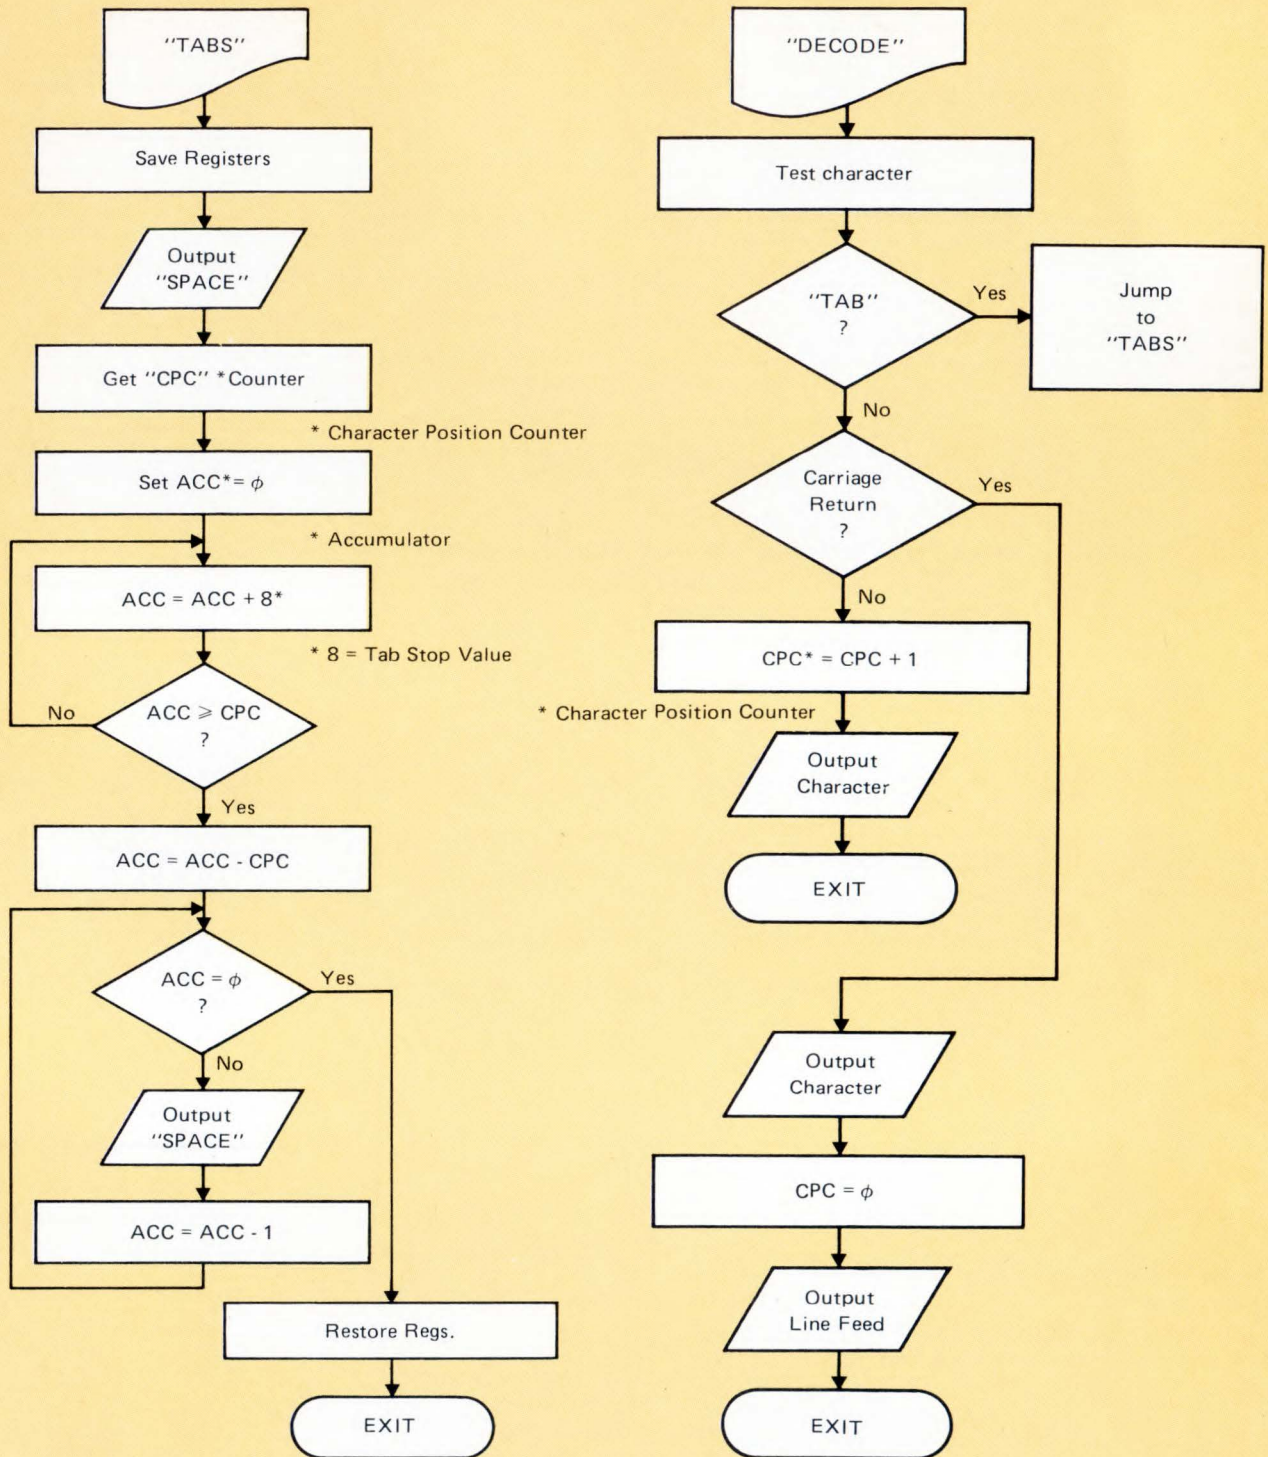 "TABS"
Save Registers
Output
"SPACE"
Get "CPC" *Counter
* Character Position Counter
Set ACC*= ϕ
* Accumulator
ACC = ACC + 8*
* 8 = Tab Stop Value
No
ACC ⩾ CPC
?
Yes
ACC = ACC - CPC
ACC = ϕ
?
Yes
No
Output
"SPACE"
ACC = ACC - 1
Restore Regs.
EXIT
"DECODE"
Test character
"TAB"
?
Yes
Jump
to
"TABS"
No
Carriage
Return
?
Yes
No
CPC* = CPC + 1
* Character Position Counter
Output
Character
EXIT
Output
Character
CPC = ϕ
Output
Line Feed
EXIT